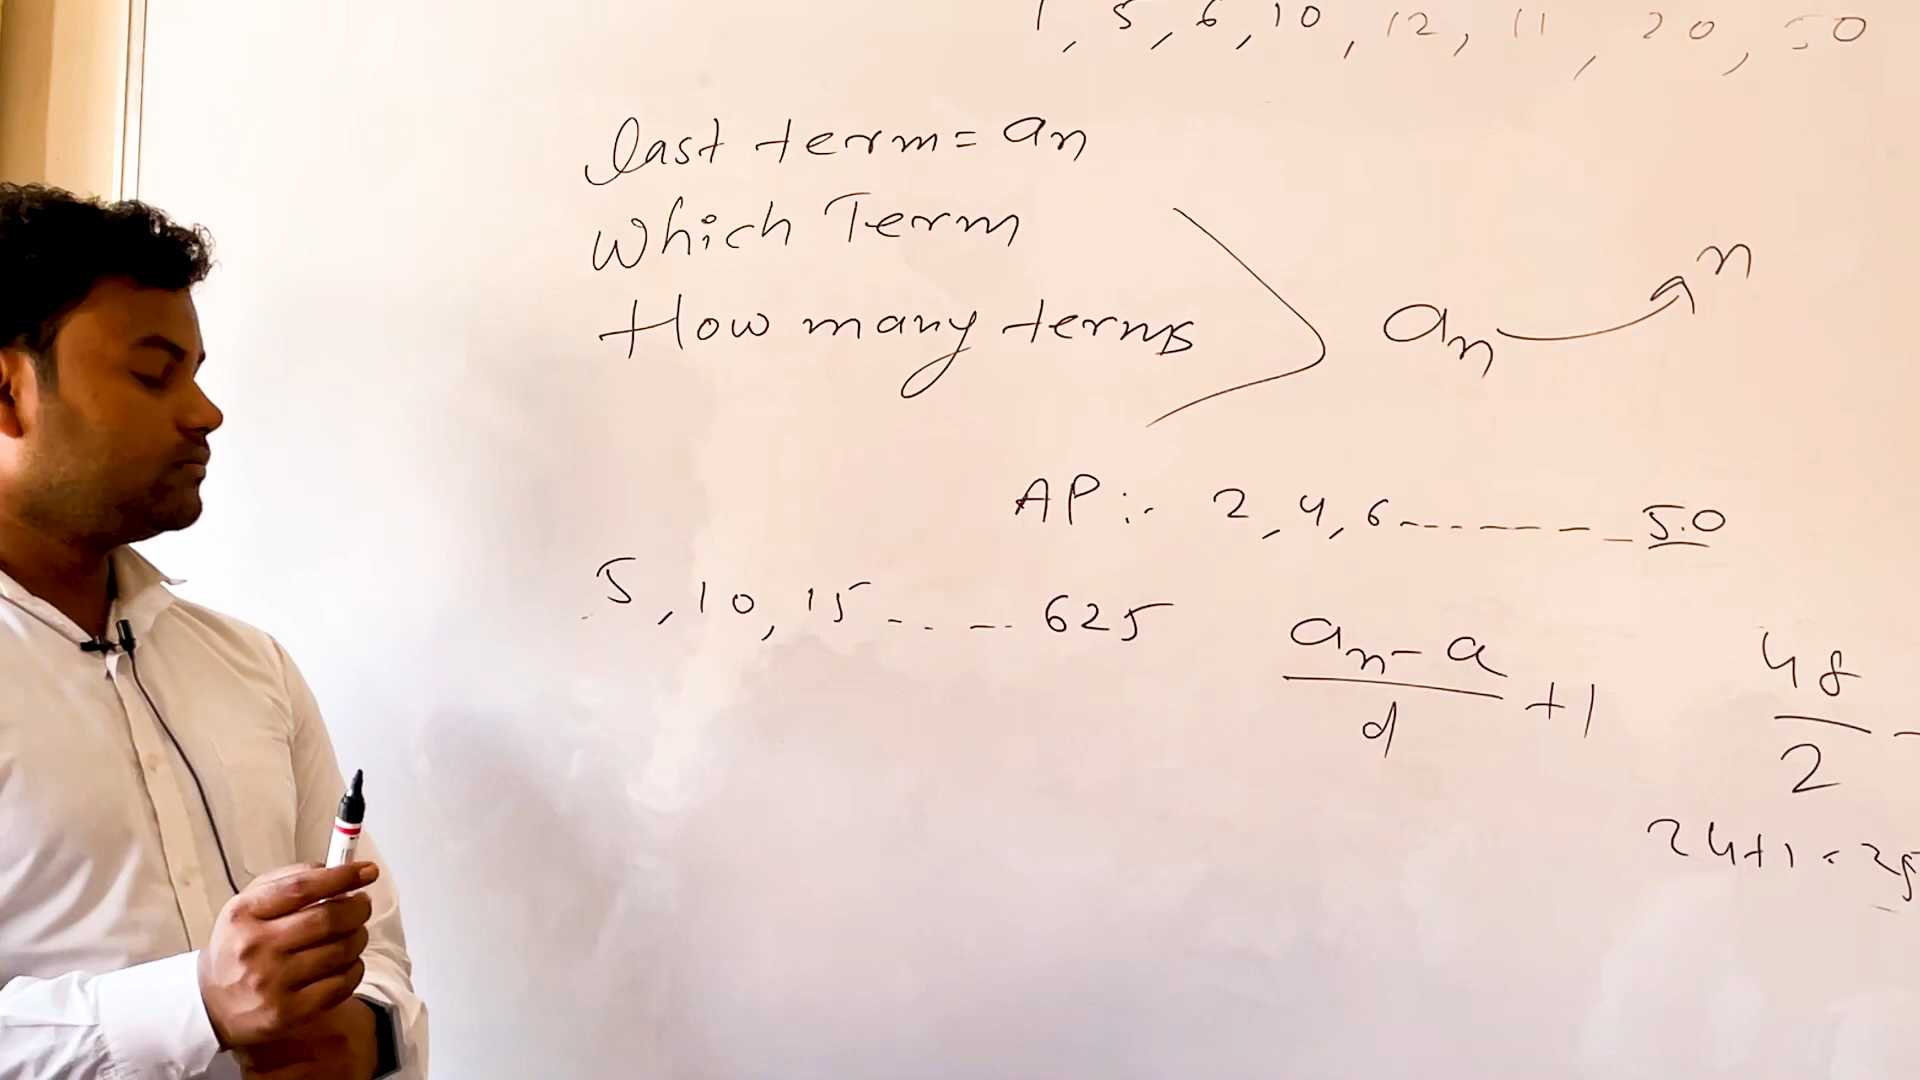 1, 5, 6, 10, 12, 11, 20, 50
last term = an
Which Term
How many terms
an n
AP :- 2, 4, 6 ------- 50
5, 10, 15 ---- 625
an - a / d + 1
48 / 2 -
24+1 = 25